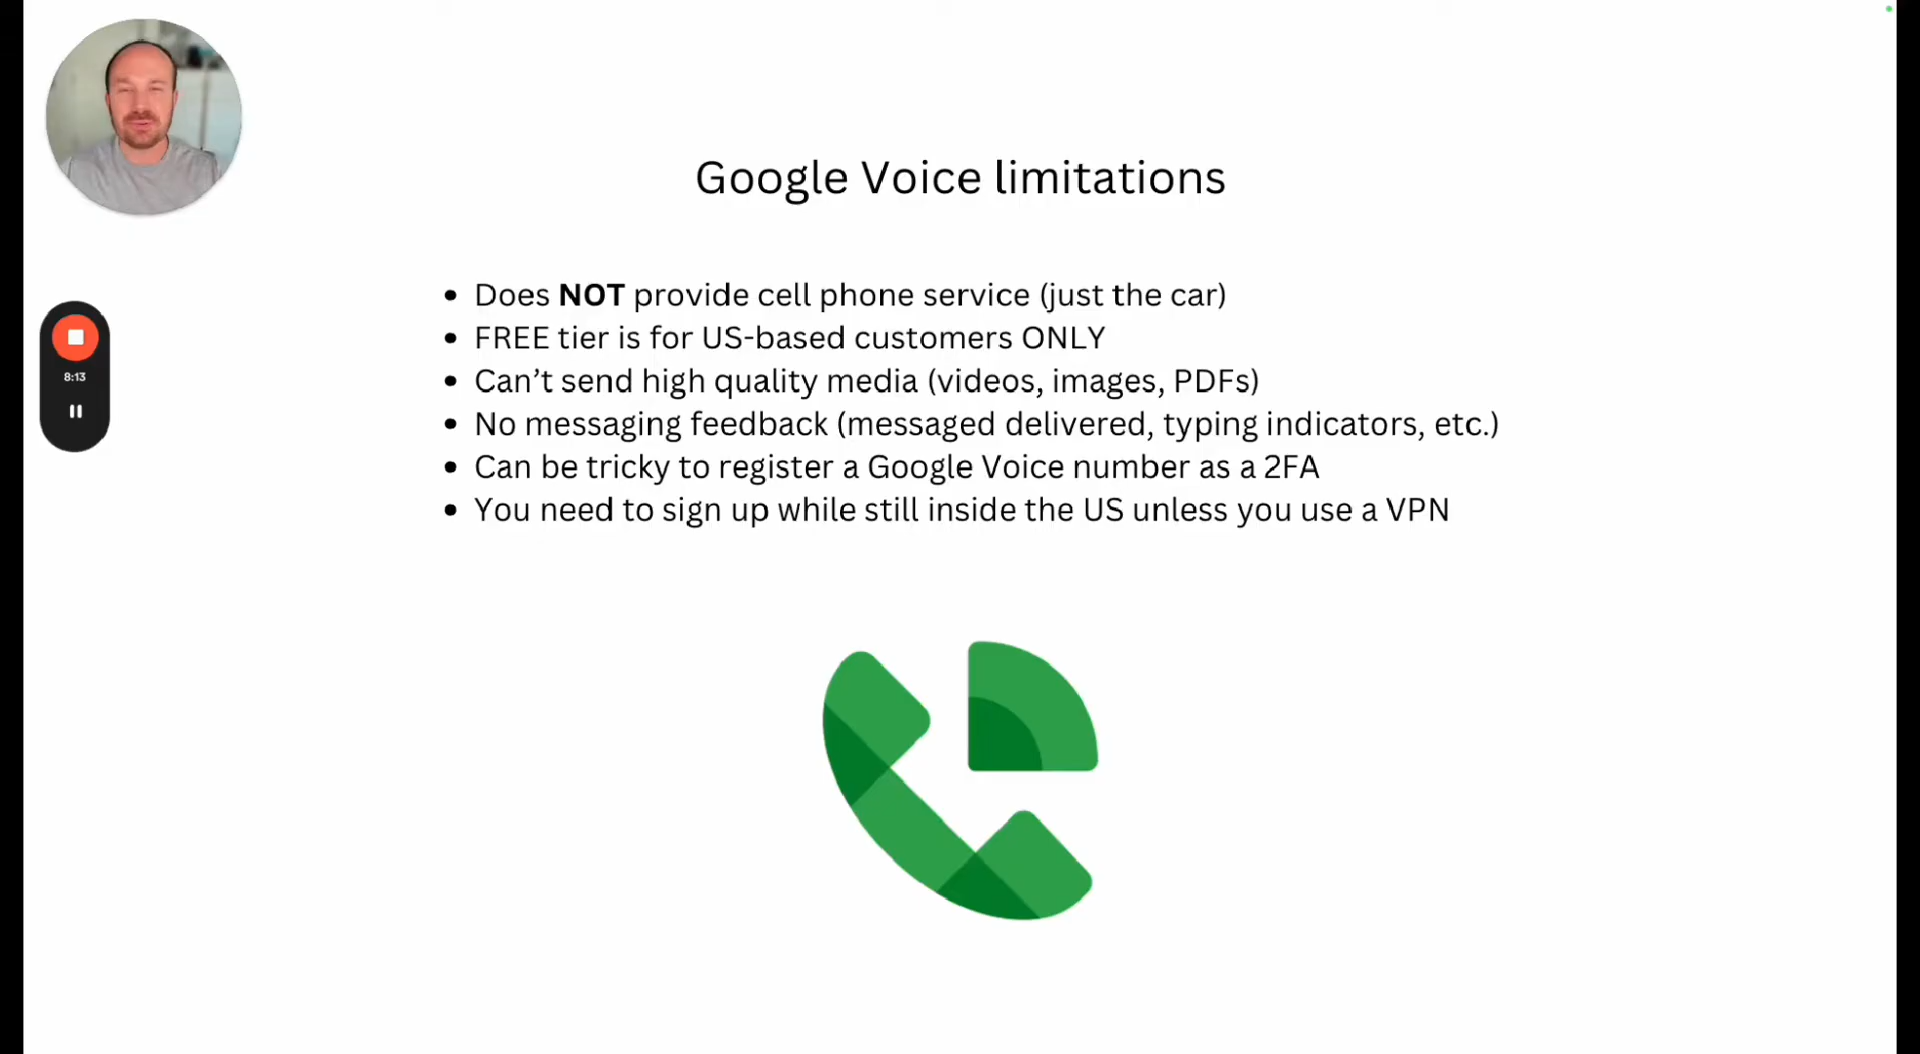 Google Voice limitations
• Does NOT provide cell phone service (just the car)
• FREE tier is for US-based customers ONLY
• Can’t send high quality media (videos, images, PDFs)
8:13
• No messaging feedback (messaged delivered, typing indicators, etc.)
• Can be tricky to register a Google Voice number as a 2FA
• You need to sign up while still inside the US unless you use a VPN